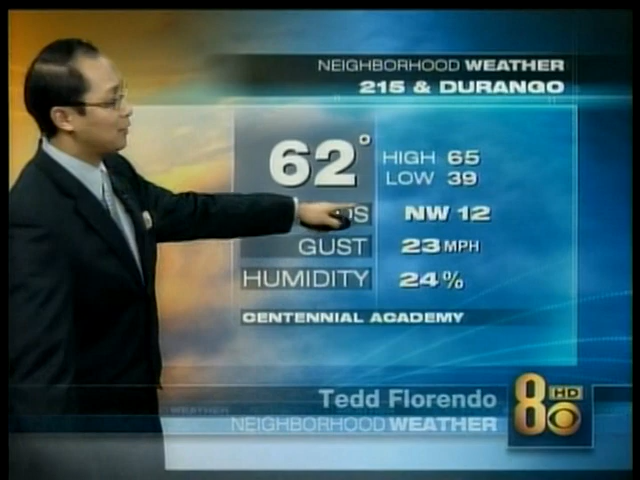 NEIGHBORHOOD WEATHER
215 & DURANGO
62°
HIGH 65
LOW 39
NW 12
GUST 23 MPH
HUMIDITY 24%
CENTENNIAL ACADEMY
Tedd Florendo
WEATHER
NEIGHBORHOOD WEATHER
8 HD